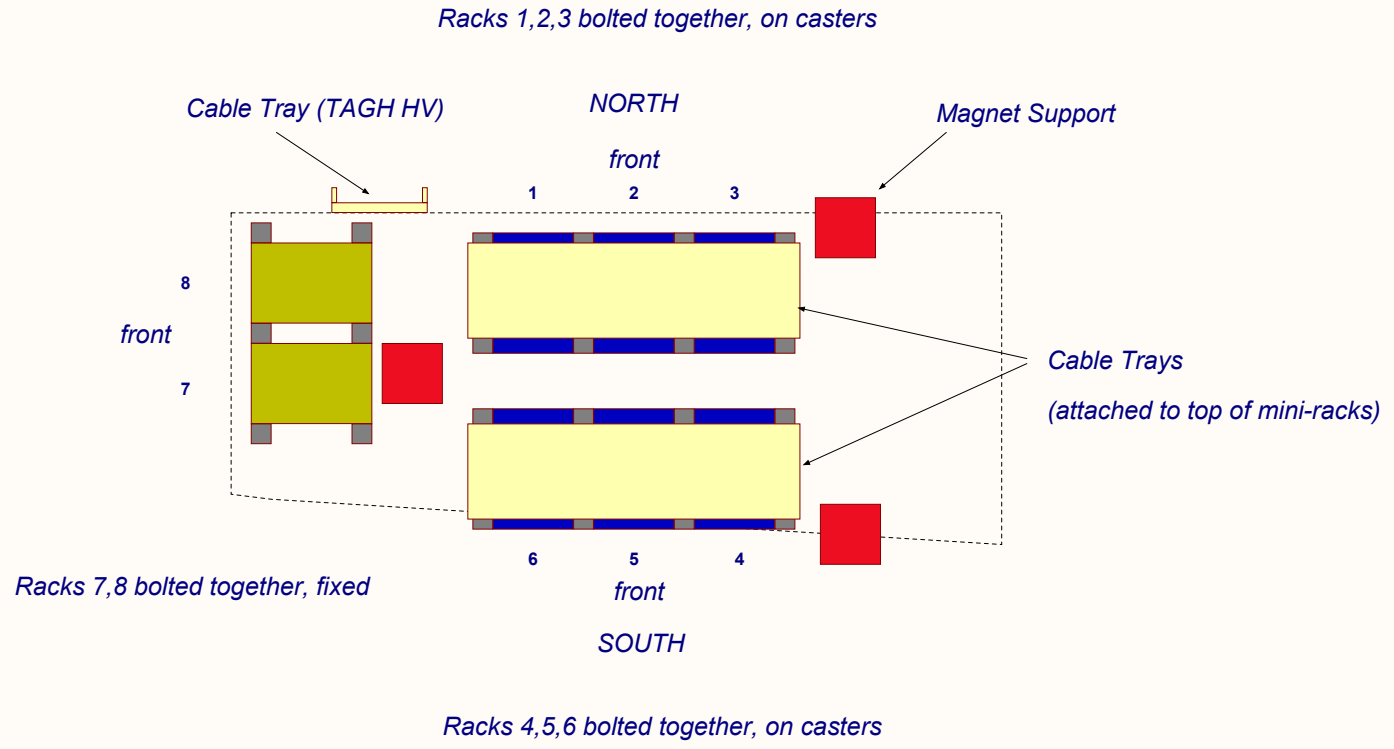 Racks 1,2,3 bolted together, on casters
Cable Tray (TAGH HV)
NORTH
Magnet Support
front
1
2
3
8
front
7
Cable Trays
(attached to top of mini-racks)
6
5
4
Racks 7,8 bolted together, fixed
front
SOUTH
Racks 4,5,6 bolted together, on casters